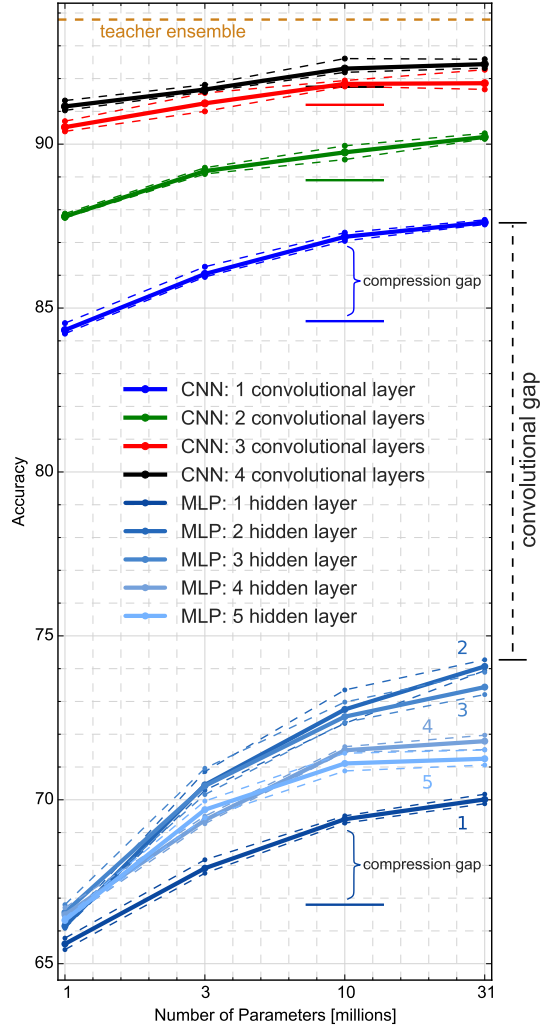 teacher ensemble
90
85
80
75
70
65
Accuracy
compression gap
CNN: 1 convolutional layer
CNN: 2 convolutional layers
CNN: 3 convolutional layers
CNN: 4 convolutional layers
MLP: 1 hidden layer
MLP: 2 hidden layer
MLP: 3 hidden layer
MLP: 4 hidden layer
MLP: 5 hidden layer
convolutional gap
2
3
4
5
1
compression gap
1
3
10
31
Number of Parameters [millions]